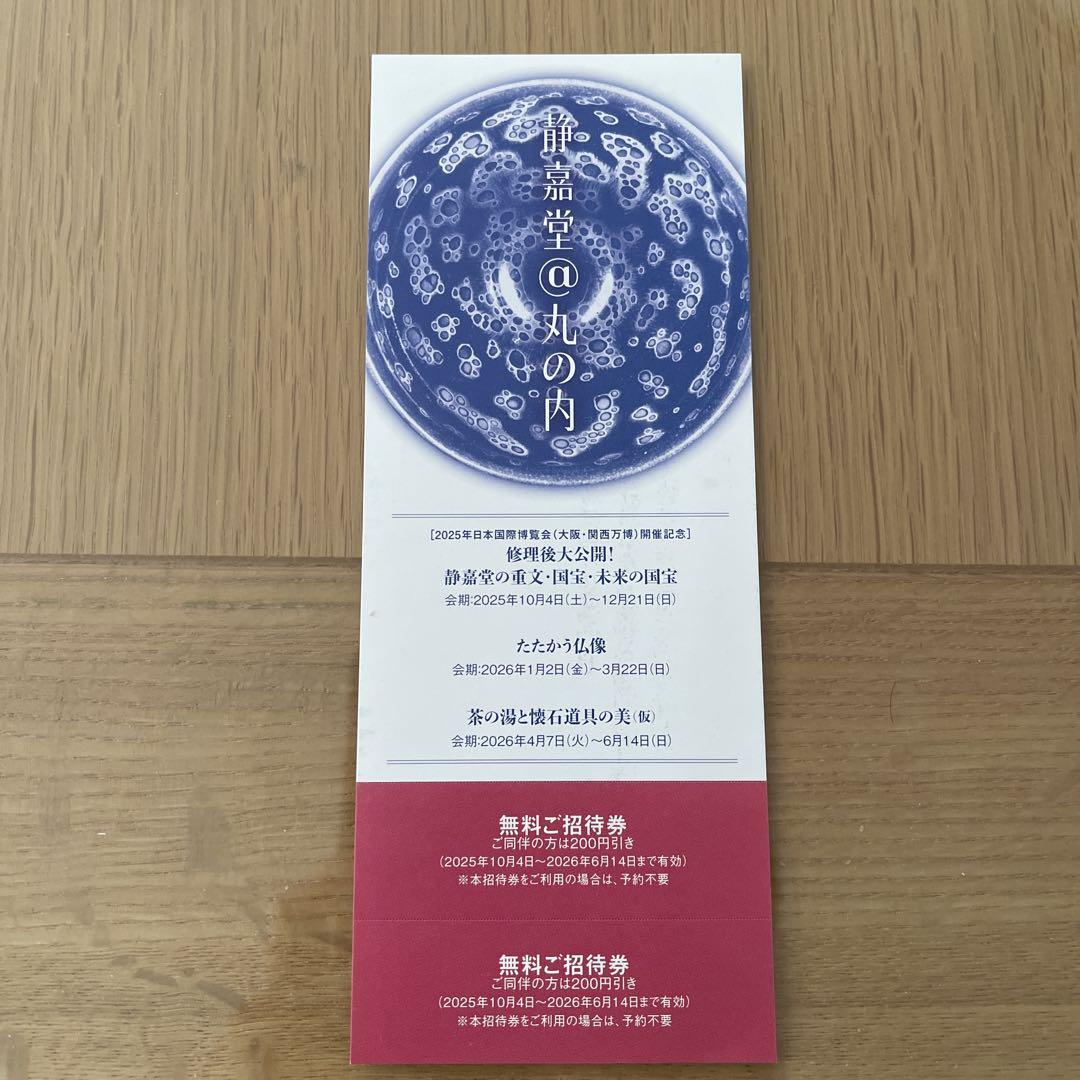 静嘉堂@丸の内
[2025年日本国際博覧会(大阪・関西万博)開催記念]
修理後大公開!
静嘉堂の重文・国宝・未来の国宝
会期:2025年10月4日(土)〜12月21日(日)
たたかう仏像
会期:2026年1月2日(金)〜3月22日(日)
茶の湯と懐石道具の美(仮)
会期:2026年4月7日(火)〜6月14日(日)
無料ご招待券
ご同伴の方は200円引き
(2025年10月4日〜2026年6月14日まで有効)
※本招待券をご利用の場合は、予約不要
無料ご招待券
ご同伴の方は200円引き
(2025年10月4日〜2026年6月14日まで有効)
※本招待券をご利用の場合は、予約不要